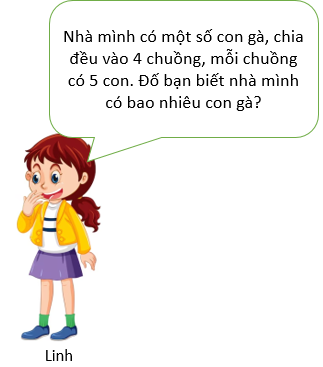 Nhà mình có một số con gà, chia
đều vào 4 chuồng, mỗi chuồng
có 5 con. Đố bạn biết nhà mình
có bao nhiêu con gà?
Linh